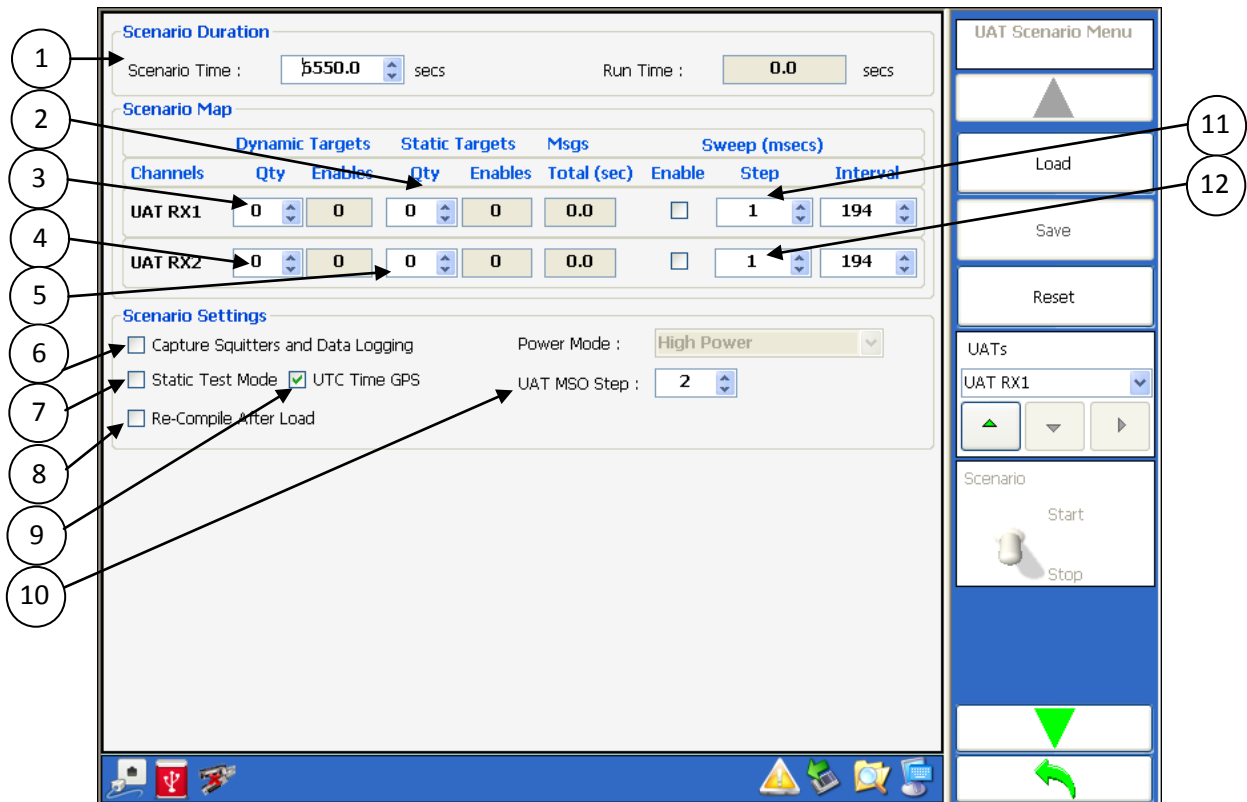 Scenario Duration
Scenario Time : 5550.0 secs Run Time : 0.0 secs
Scenario Map
Dynamic Targets Static Targets Msgs Sweep (msecs)
Channels Qty Enables Qty Enables Total (sec) Enable Step Interval
UAT RX1 0 0 0 0 0.0 1 194
UAT RX2 0 0 0 0 0.0 1 194
Scenario Settings
Capture Squitters and Data Logging Power Mode : High Power
Static Test Mode UTC Time GPS UAT MSO Step : 2
Re-Compile After Load
UAT Scenario Menu
Load
Save
Reset
UATs
UAT RX1
Scenario
Start
Stop
1
2
3
4
5
6
7
8
9
10
11
12